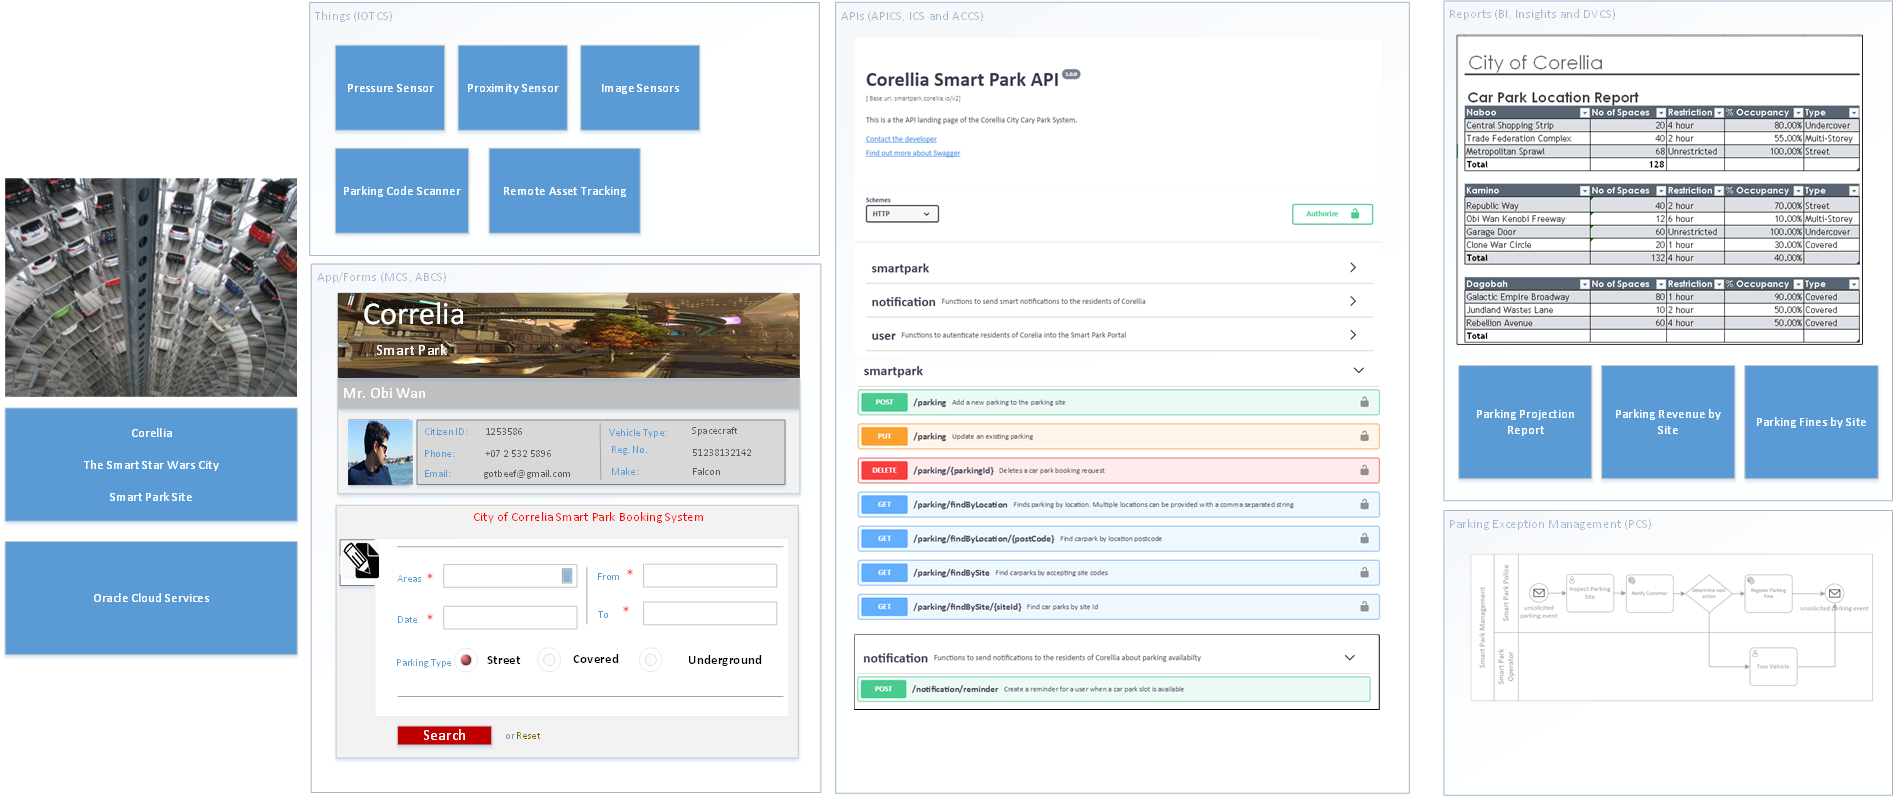 Corellia
The Smart Star Wars City
Smart Park Site
Oracle Cloud Services
Things (IOTCS)
Pressure Sensor
Proximity Sensor
Image Sensors
Parking Code Scanner
Remote Asset Tracking
App/Forms (MCS, ABCS)
Correlia
Smart Park
Mr. Obi Wan
Citizen ID: 1253586
Phone: +07 2 532 5896
Email: gotbeef@gmail.com
Vehicle Type: Spacecraft
Reg. No. 51238132142
Make: Falcon
City of Correlia Smart Park Booking System
Areas * From *
Date * To *
Parking Type Street Covered Underground
Search or Reset
APIs (APICS, ICS and ACCS)
Corellia Smart Park API 1.0.0
[ Base url: smartpark.corellia.io/v2]
This is a the API landing page of the Corellia City Cary Park System.
Contact the developer
Find out more about Swagger
Schemes
HTTP
Authorize
smartpark
notification Functions to send smart notifications to the residents of Corellia
user Functions to autenticate residents of Corelia into the Smart Park Portal
smartpark
POST /parking Add a new parking to the parking site
PUT /parking Update an existing parking
DELETE /parking/{parkingId} Deletes a car park booking request
GET /parking/findByLocation Finds parking by location. Multiple locations can be provided with a comma separated string
GET /parking/findByLocation/{postCode} Find carpark by location postcode
GET /parking/findBySite Find carparks by accepting site codes
GET /parking/findBySite/{siteId} Find car parks by site Id
notification Functions to send notifications to the residents of Corellia about parking availabilty
POST /notification/reminder Create a reminder for a user when a car park slot is available
Reports (BI, Insights and DVCS)
City of Corellia
Car Park Location Report
Naboo No of Spaces Restriction % Occupancy Type
Central Shopping Strip 20 4 hour 80.00% Undercover
Trade Federation Complex 40 2 hour 55.00% Multi-Storey
Metropolitan Sprawl 68 Unrestricted 100.00% Street
Total 128
Kamino No of Spaces Restriction % Occupancy Type
Republic Way 40 2 hour 70.00% Street
Obi Wan Kenobi Freeway 12 6 hour 10.00% Multi-Storey
Garage Door 60 Unrestricted 100.00% Undercover
Clone War Circle 20 1 hour 30.00% Covered
Total 132 4 hour 40.00%
Dagobah No of Spaces Restriction % Occupancy Type
Galactic Empire Broadway 80 1 hour 90.00% Covered
Jundland Wastes Lane 10 2 hour 50.00% Covered
Rebellion Avenue 60 4 hour 50.00% Covered
Total
Parking Projection
Report
Parking Revenue by
Site
Parking Fines by Site
Parking Exception Management (PCS)
Smart Park Management
Smart Park Police
Smart Park
Operator
unsolicited
parking event
Inspect Parking
Site
Notify Customer
determine next
action
Register Parking
Fine
unsolicited parking event
Tow Vehicle